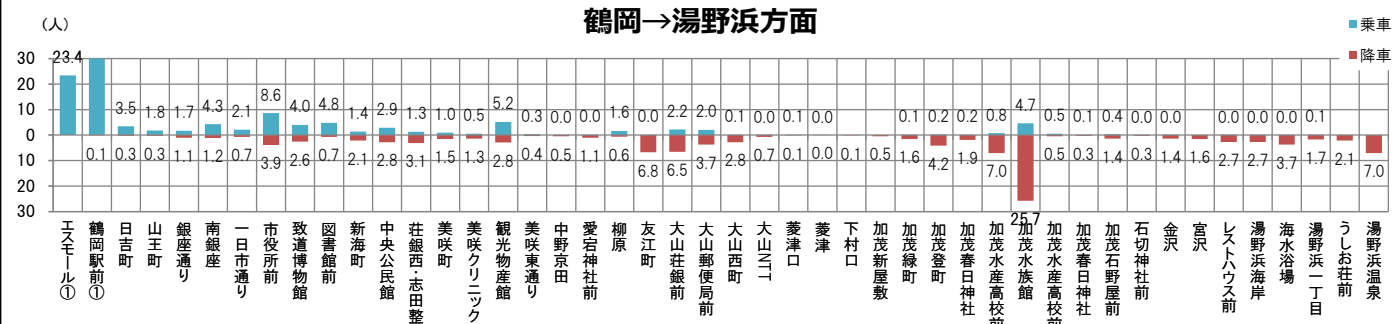 鶴岡→湯野浜方面
(人)
乗車
降車
30
20
10
0
10
20
30
23.4 3.5 1.8 1.7 4.3 2.1 8.6 4.0 4.8 1.4 2.9 1.3 1.0 0.5 5.2 0.3 0.0 0.0 1.6 0.0 2.2 2.0 0.1 0.0 0.1 0.0 0.1 0.2 0.2 0.8 4.7 0.5 0.1 0.4 0.0 0.0 0.0 0.0 0.0 0.1
0.1 0.3 0.3 1.1 1.2 0.7 3.9 2.6 0.7 2.1 2.8 3.1 1.5 1.3 2.8 0.4 0.5 1.1 0.6 6.8 6.5 3.7 2.8 0.7 0.1 0.0 0.1 0.5 1.6 4.2 1.9 7.0 25.7 0.5 0.3 1.4 0.3 1.4 1.6 2.7 2.7 3.7 1.7 2.1 7.0
エスモール①
鶴岡駅前①
日吉町
山王町
銀座通り
南銀座
一日市通り
市役所前
致道博物館
図書館前
新海町
中央公民館
荘銀西・志田整
美咲町
美咲クリニック
観光物産館
美咲東通り
中野京田
愛宕神社前
柳原
友江町
大山荘銀前
大山郵便局前
大山西町
大山NTT
菱津口
菱津
下村口
加茂新屋敷
加茂緑町
加茂登町
加茂春日神社
加茂水産高校前
加茂水族館
加茂水産高校前
加茂春日神社
加茂石野屋前
石切神社前
金沢
宮沢
レストハウス前
湯野浜海岸
海水浴場
湯野浜一丁目
うしお荘前
湯野浜温泉